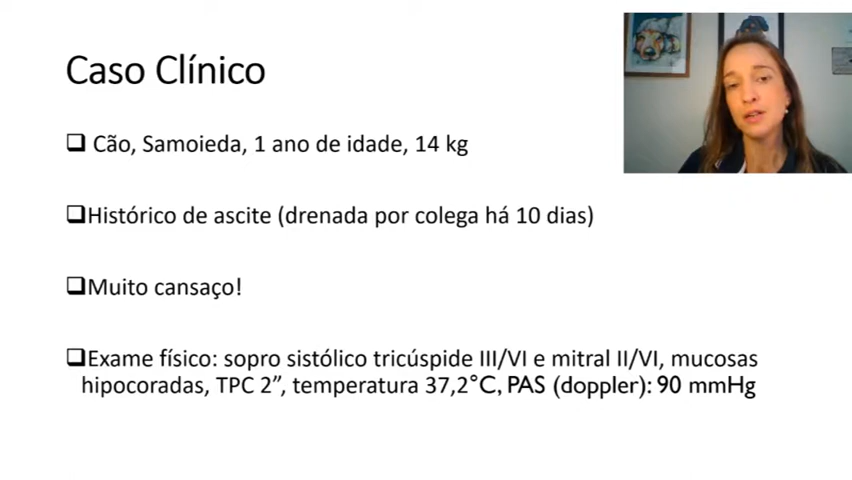 Caso Clínico
❑ Cão, Samoieda, 1 ano de idade, 14 kg
❑Histórico de ascite (drenada por colega há 10 dias)
❑Muito cansaço!
❑Exame físico: sopro sistólico tricúspide III/VI e mitral II/VI, mucosas
hipocoradas, TPC 2”, temperatura 37,2°C, PAS (doppler): 90 mmHg